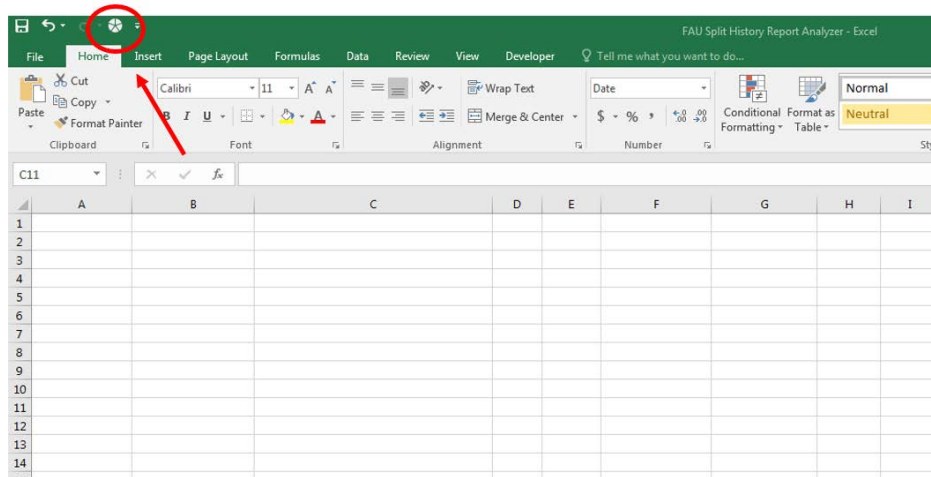 FAU Split History Report Analyzer - Excel
File Home Insert Page Layout Formulas Data Review View Developer Tell me what you want to do...
Cut
Copy
Format Painter
Paste
Calibri 11 A A
B I U A
Wrap Text
Merge & Center
Date
$ % ,
Conditional Formatting
Format as Table
Normal
Neutral
Clipboard Font Alignment Number
C11 fx
A B C D E F G H I
1
2
3
4
5
6
7
8
9
10
11
12
13
14